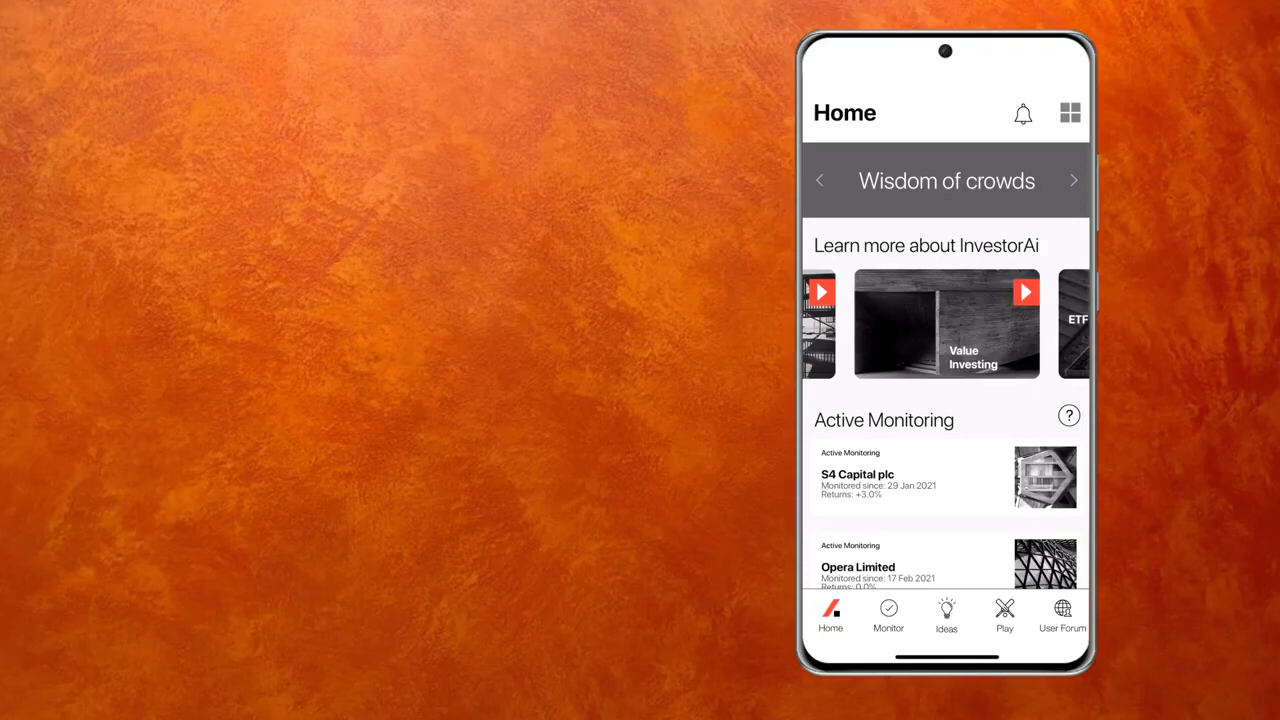 Home
Wisdom of crowds
Learn more about InvestorAi
Value
Investing
ETF
Active Monitoring
?
Active Monitoring
S4 Capital plc
Monitored since: 29 Jan 2021
Returns: +3.0%
Active Monitoring
Opera Limited
Monitored since: 17 Feb 2021
Returns: 0.0%
Home
Monitor
Ideas
Play
User Forum